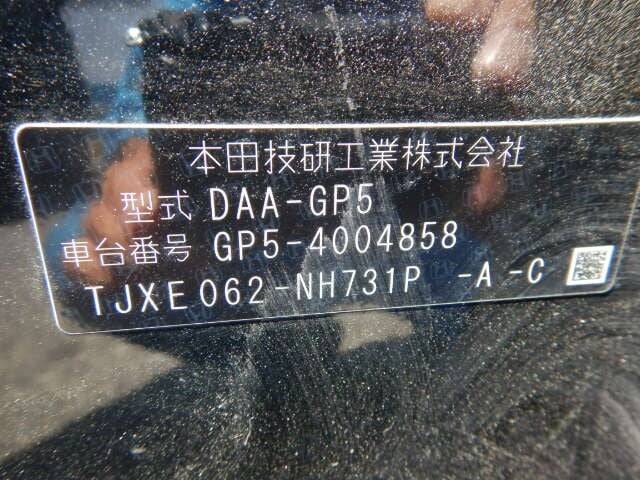 本田技研工業株式会社
型式 DAA-GP5
車台番号 GP5-4004858
TJXE062-NH731P -A-C